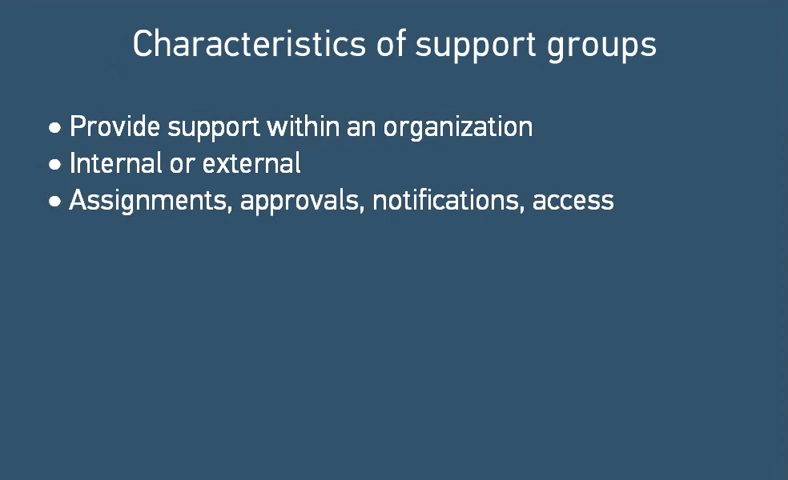 Characteristics of support groups
• Provide support within an organization
• Internal or external
• Assignments, approvals, notifications, access